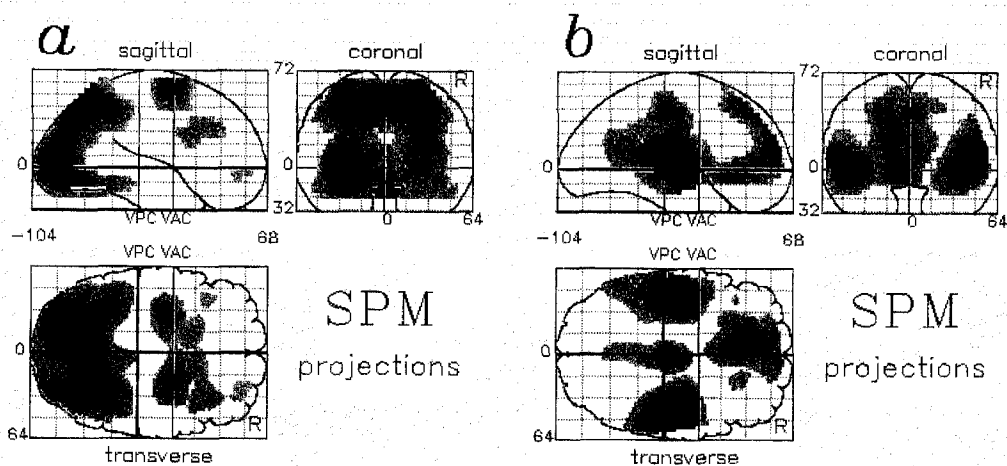 a
sagittal
coronal
72
R
0
0
32
VPC VAC
0
64
-104
68
VPC VAC
0
SPM
projections
64
R
transverse
b
sagittal
coronal
72
R
0
0
32
VPC VAC
0
64
-104
68
VPC VAC
0
SPM
projections
64
R
transverse